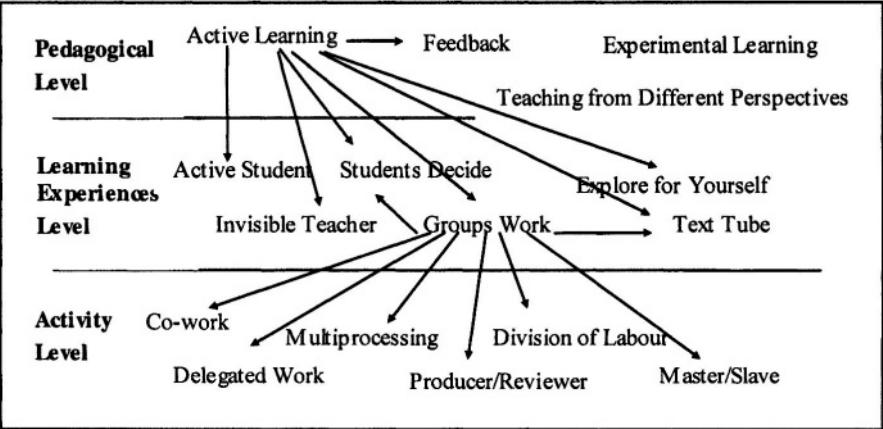 Pedagogical
Level
Active Learning
Feedback
Experimental Learning
Teaching from Different Perspectives
Learning
Experiences
Level
Active Student
Students Decide
Explore for Yourself
Invisible Teacher
Groups Work
Text Tube
Activity
Level
Co-work
Multiprocessing
Division of Labour
Delegated Work
Producer/Reviewer
Master/Slave